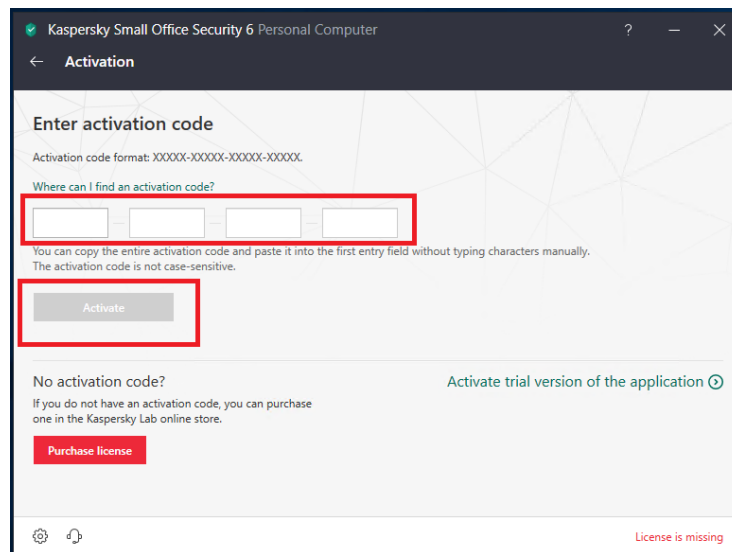 Kaspersky Small Office Security 6 Personal Computer
?
Activation
Enter activation code
Activation code format: XXXXX-XXXXX-XXXXX-XXXXX.
Where can I find an activation code?
You can copy the entire activation code and paste it into the first entry field without typing characters manually.
The activation code is not case-sensitive.
Activate
No activation code?
Activate trial version of the application
If you do not have an activation code, you can purchase
one in the Kaspersky Lab online store.
Purchase license
License is missing